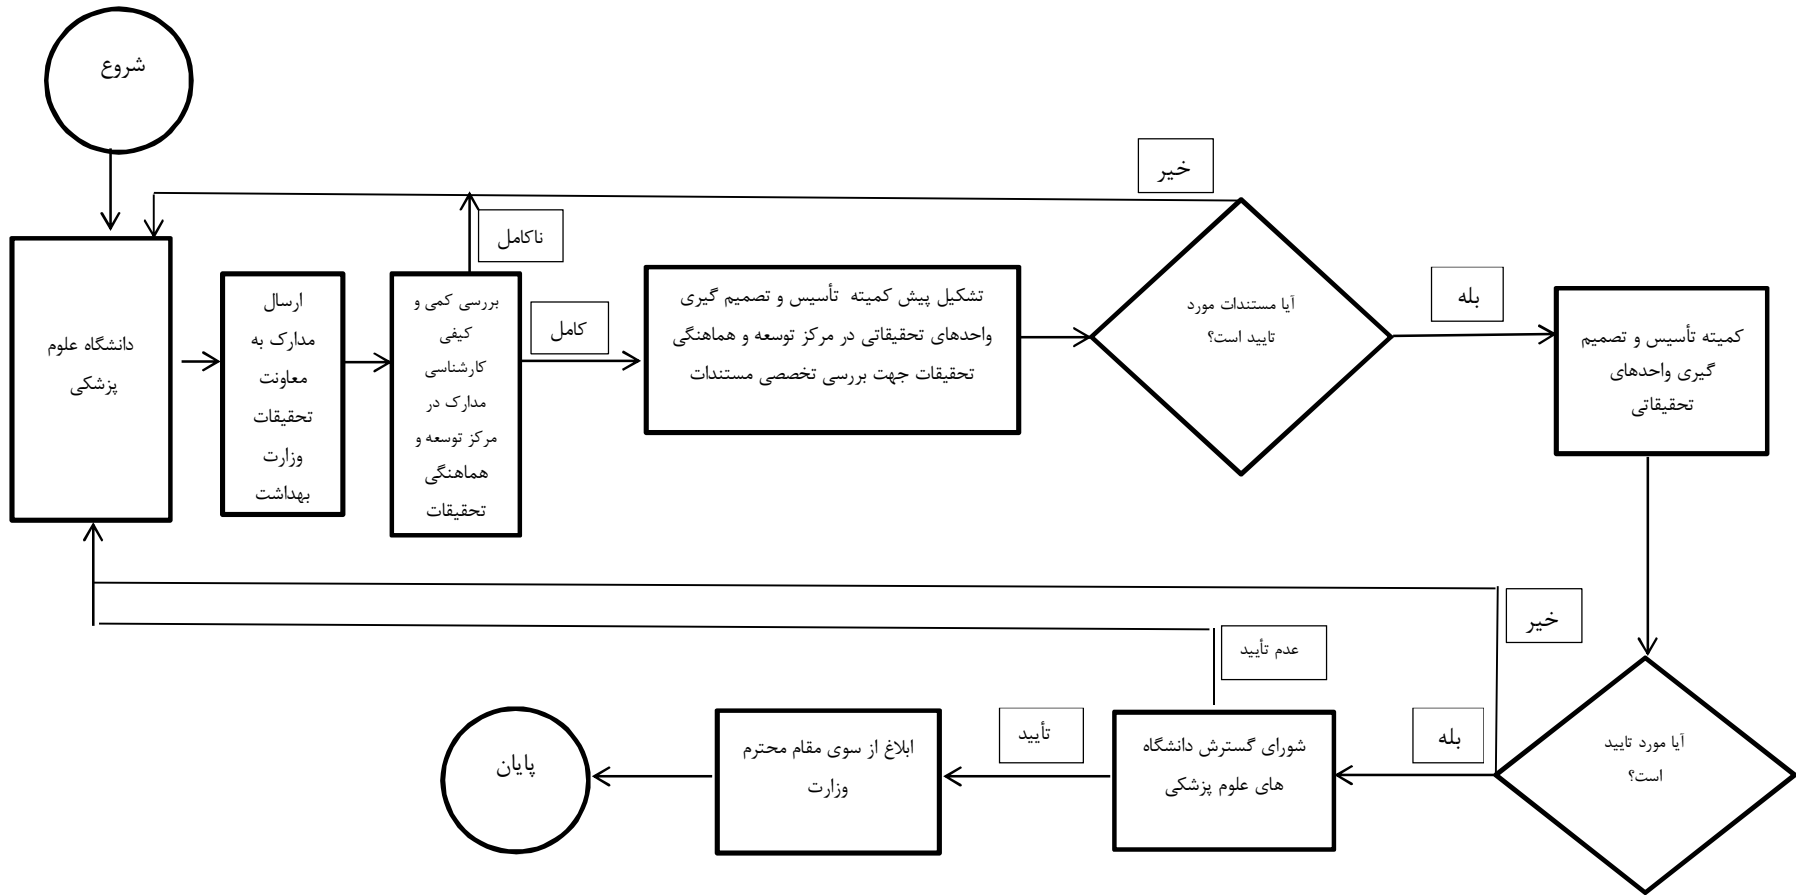 شروع
دانشگاه علوم
پزشکی
ارسال
مدارک به
معاونت
تحقیقات
وزارت
بهداشت
بررسی کمی و
کیفی
کارشناسی
مدارک در
مرکز توسعه و
هماهنگی
تحقیقات
ناکامل
کامل
تشکیل پیش کمیته تأسیس و تصمیم گیری
واحدهای تحقیقاتی در مرکز توسعه و هماهنگی
تحقیقات جهت بررسی تخصصی مستندات
آیا مستندات مورد
تایید است؟
خیر
بله
کمیته تأسیس و تصمیم
گیری واحدهای
تحقیقاتی
آیا مورد تایید
است؟
خیر
بله
شورای گسترش دانشگاه
های علوم پزشکی
عدم تأیید
تأیید
ابلاغ از سوی مقام محترم
وزارت
پایان